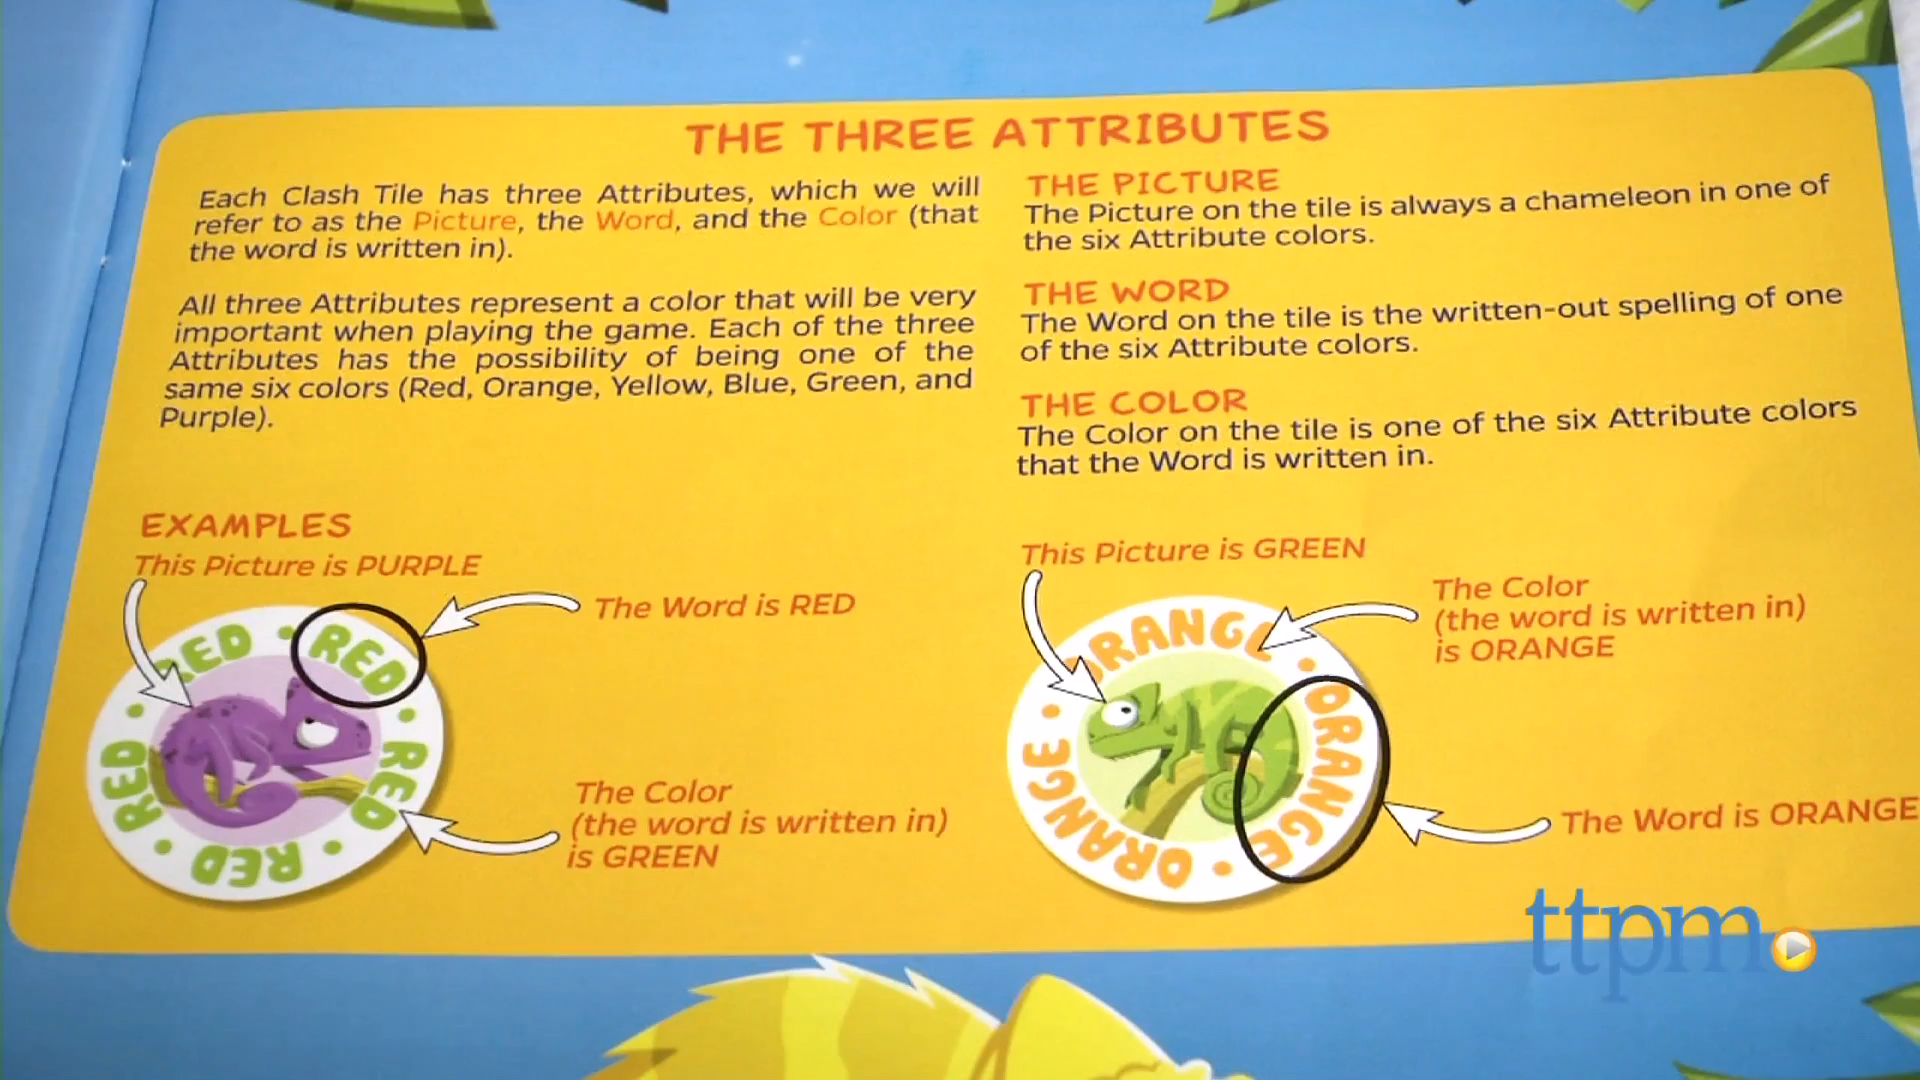 THE THREE ATTRIBUTES
Each Clash Tile has three Attributes, which we will
refer to as the Picture, the Word, and the Color (that
the word is written in).
All three Attributes represent a color that will be very
important when playing the game. Each of the three
Attributes has the possibility of being one of the
same six colors (Red, Orange, Yellow, Blue, Green, and
Purple).
THE PICTURE
The Picture on the tile is always a chameleon in one of
the six Attribute colors.
THE WORD
The Word on the tile is the written-out spelling of one
of the six Attribute colors.
THE COLOR
The Color on the tile is one of the six Attribute colors
that the Word is written in.
EXAMPLES
This Picture is PURPLE
The Word is RED
The Color
(the word is written in)
is GREEN
RED • RED • RED • RED • RED •
This Picture is GREEN
The Color
(the word is written in)
is ORANGE
The Word is ORANGE
ORANGE • ORANGE • ORANGE • ORANGE •
ttpm